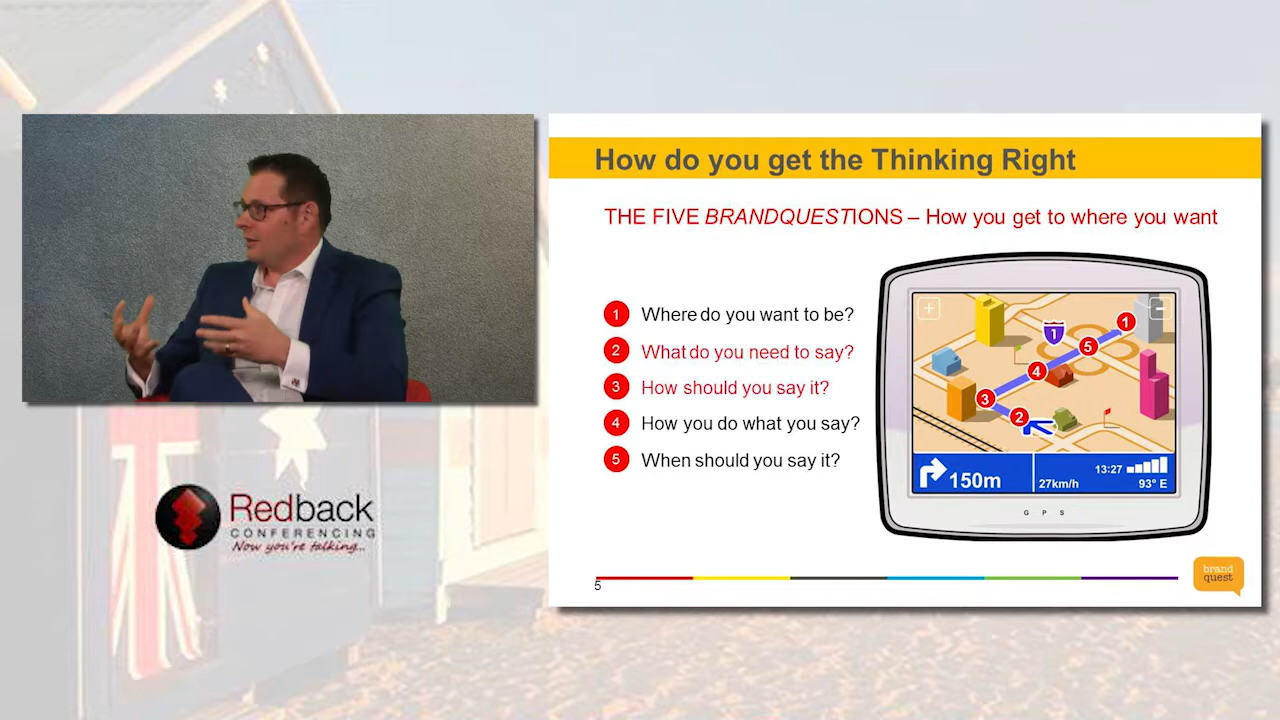 How do you get the Thinking Right
THE FIVE BRANDQUESTIONS – How you get to where you want
1 Where do you want to be?
2 What do you need to say?
3 How should you say it?
4 How you do what you say?
5 When should you say it?
+
1
1
5
4
3
2
150m
27km/h
13:27
93° E
G P S
brand
quest
5
Redback
CONFERENCING
Now you're talking...